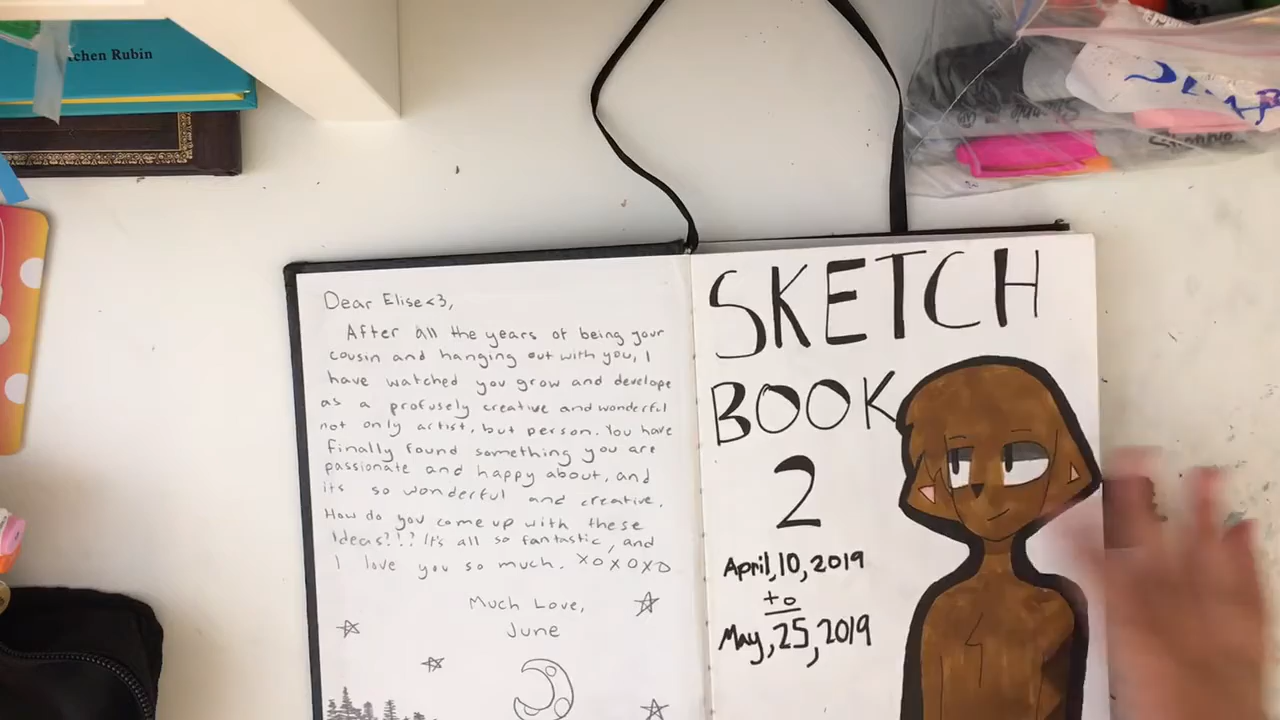 chen Rubin
Sharpie
Sharpie
Dear Elise<3,
After all the years of being your
cousin and hanging out with you, I
have watched you grow and develope
as a profusely creative and wonderful
not only artist, but person. You have
finally found something you are
passionate and happy about, and
its so wonderful and creative.
How do you come up with these
Ideas?!? It's all so fantastic, and
I love you so much. XOXOXO
Much Love,
June
SKETCH
BOOK
2
April,10,2019
to
May,25,2019